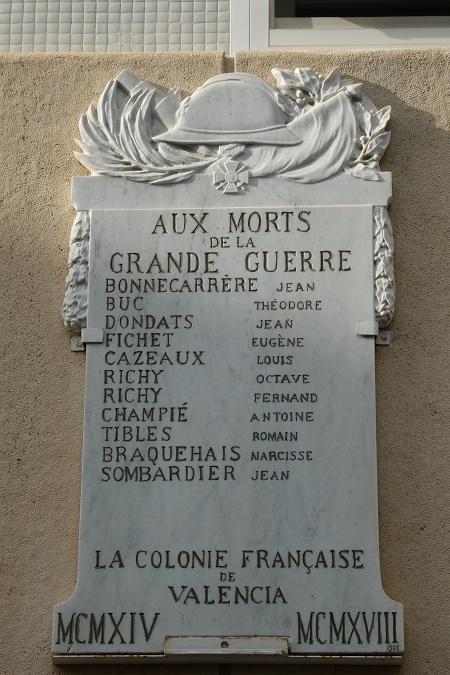 AUX MORTS
DE LA
GRANDE GUERRE
BONNECARRÈRE JEAN
BUC THÉODORE
DONDATS JEAN
FICHET EUGÈNE
CAZEAUX LOUIS
RICHY OCTAVE
RICHY FERNAND
CHAMPIÉ ANTOINE
TIBLES ROMAIN
BRAQUEHAIS NARCISSE
SOMBARDIER JEAN
LA COLONIE FRANÇAISE
DE
VALENCIA
MCMXIV MCMXVIII